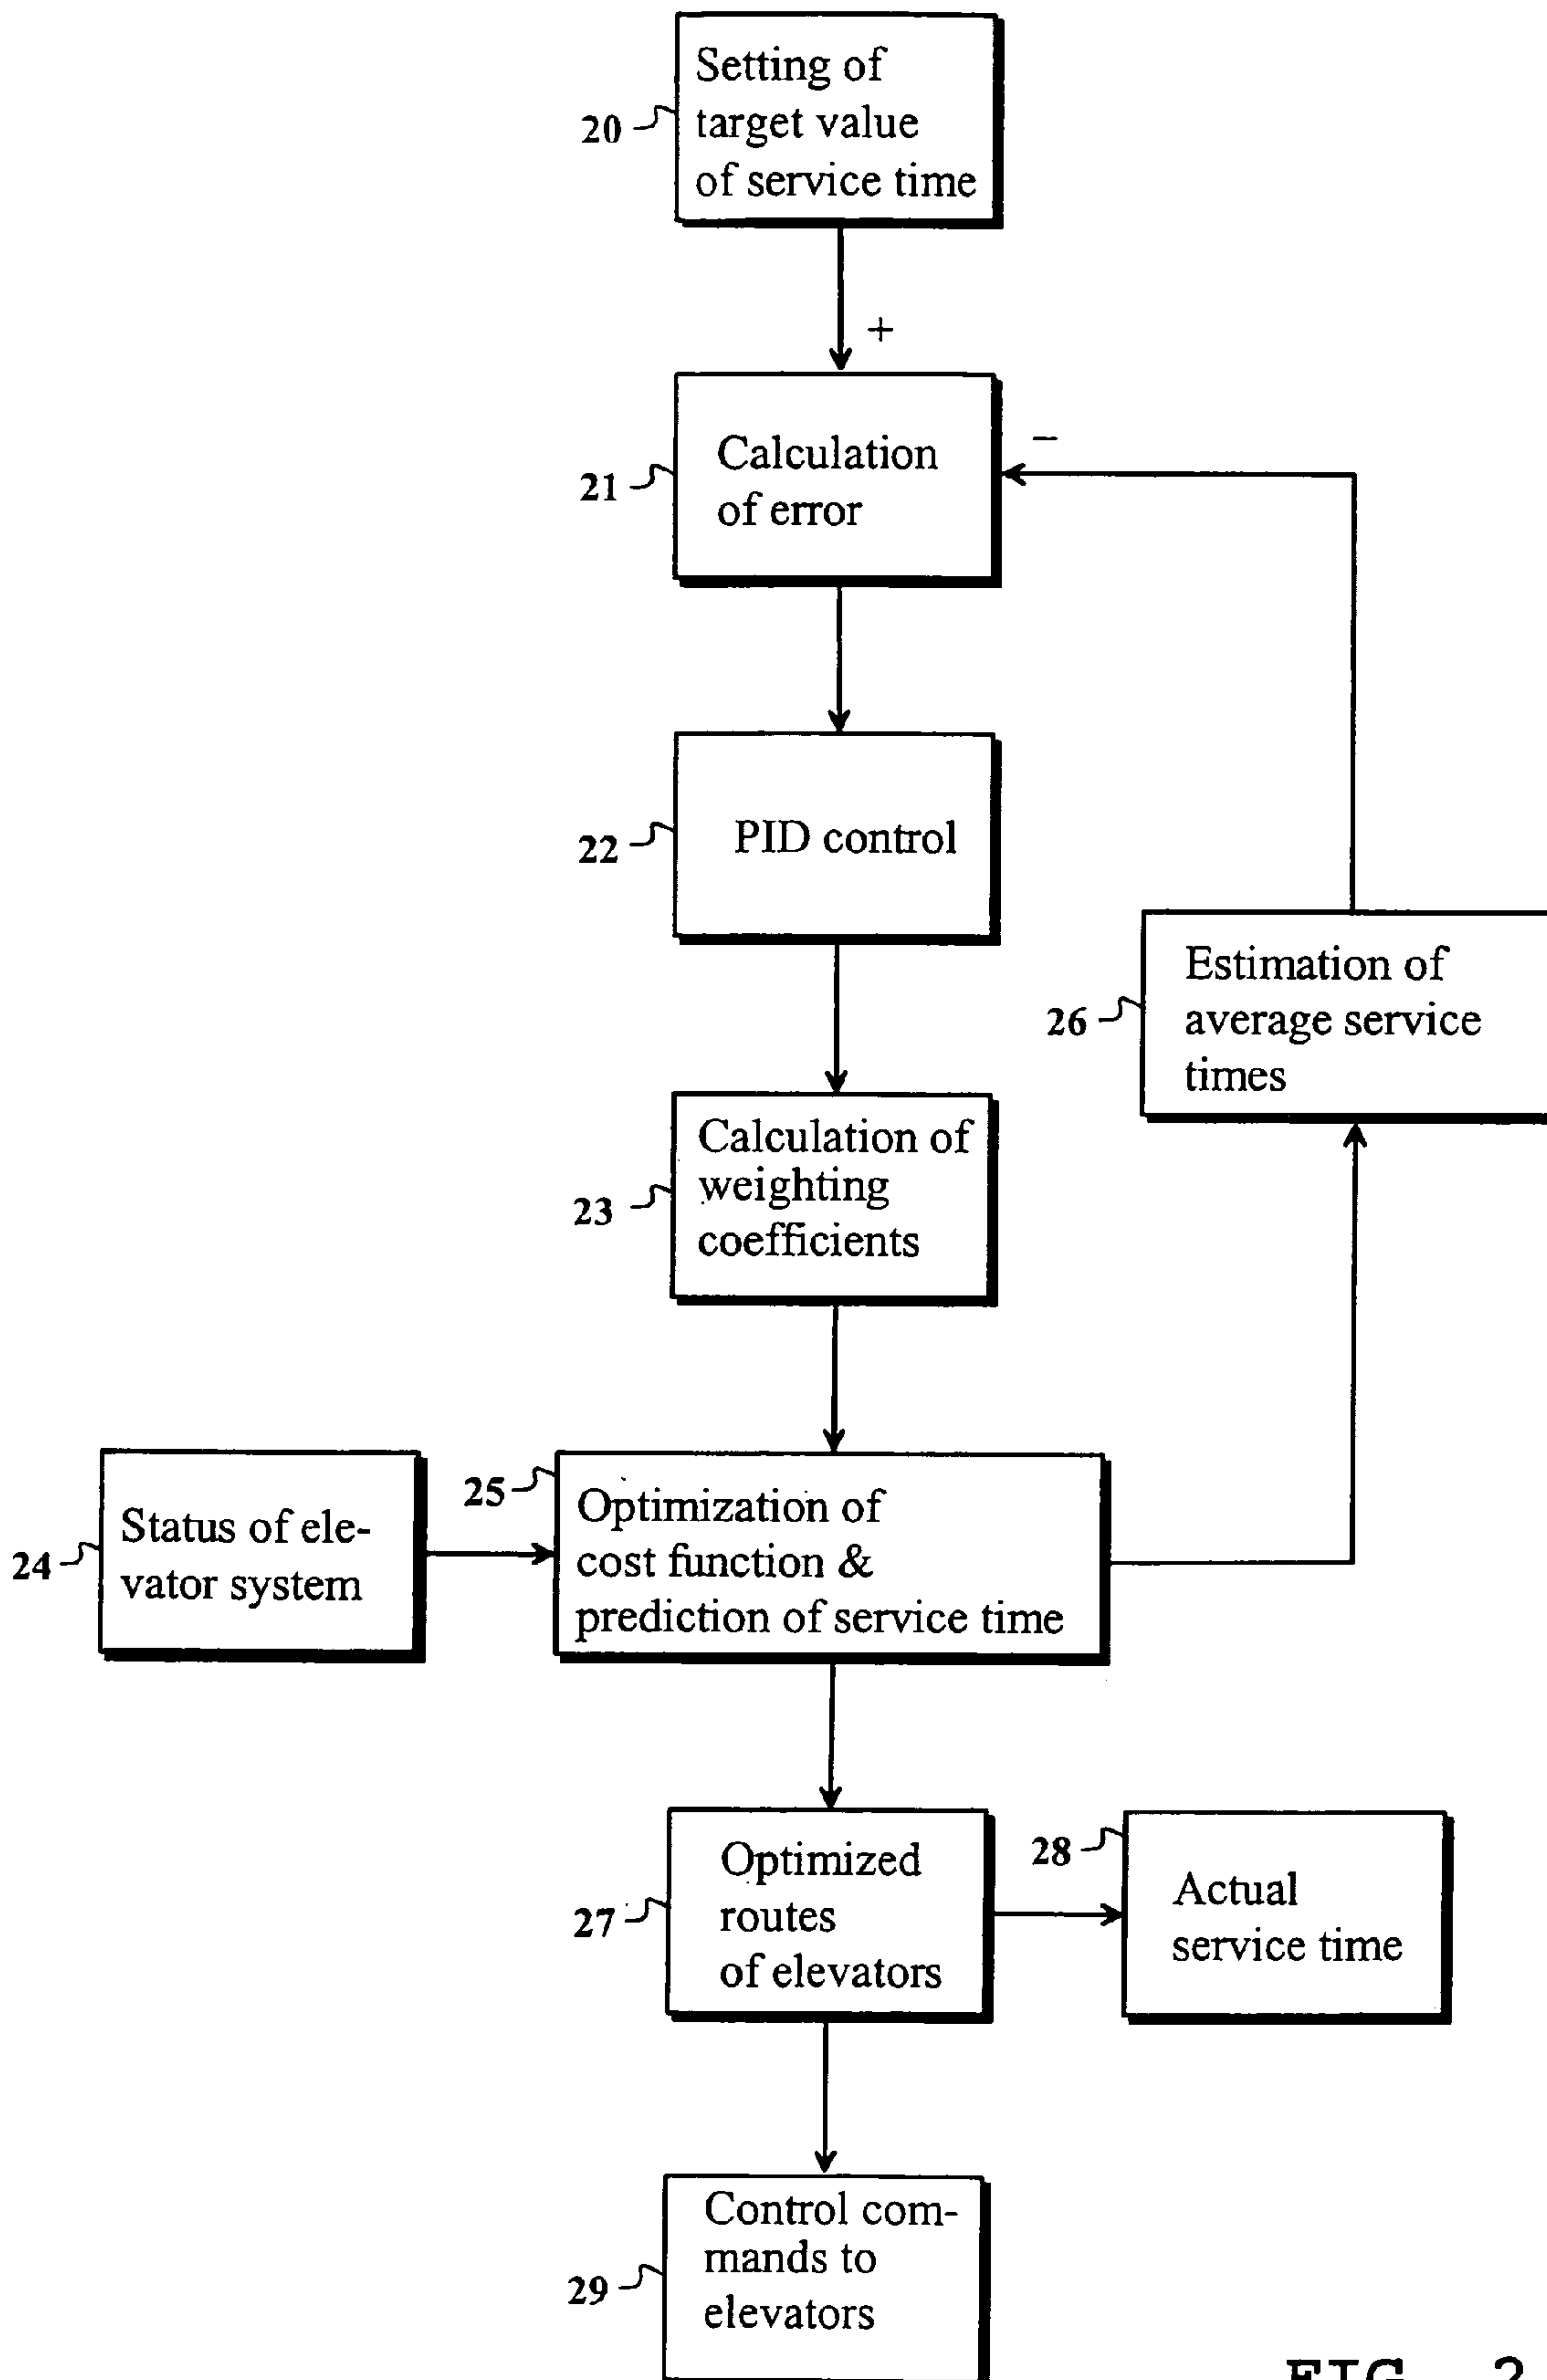 Setting of
target value
of service time
20
+
Calculation
of error
21
−
PID control
22
Estimation of
average service
times
26
Calculation of
weighting
coefficients
23
Status of ele-
vator system
24
25
Optimization of
cost function &
prediction of service time
Optimized
routes
of elevators
27
28
Actual
service time
Control com-
mands to
elevators
29
FIG. 2